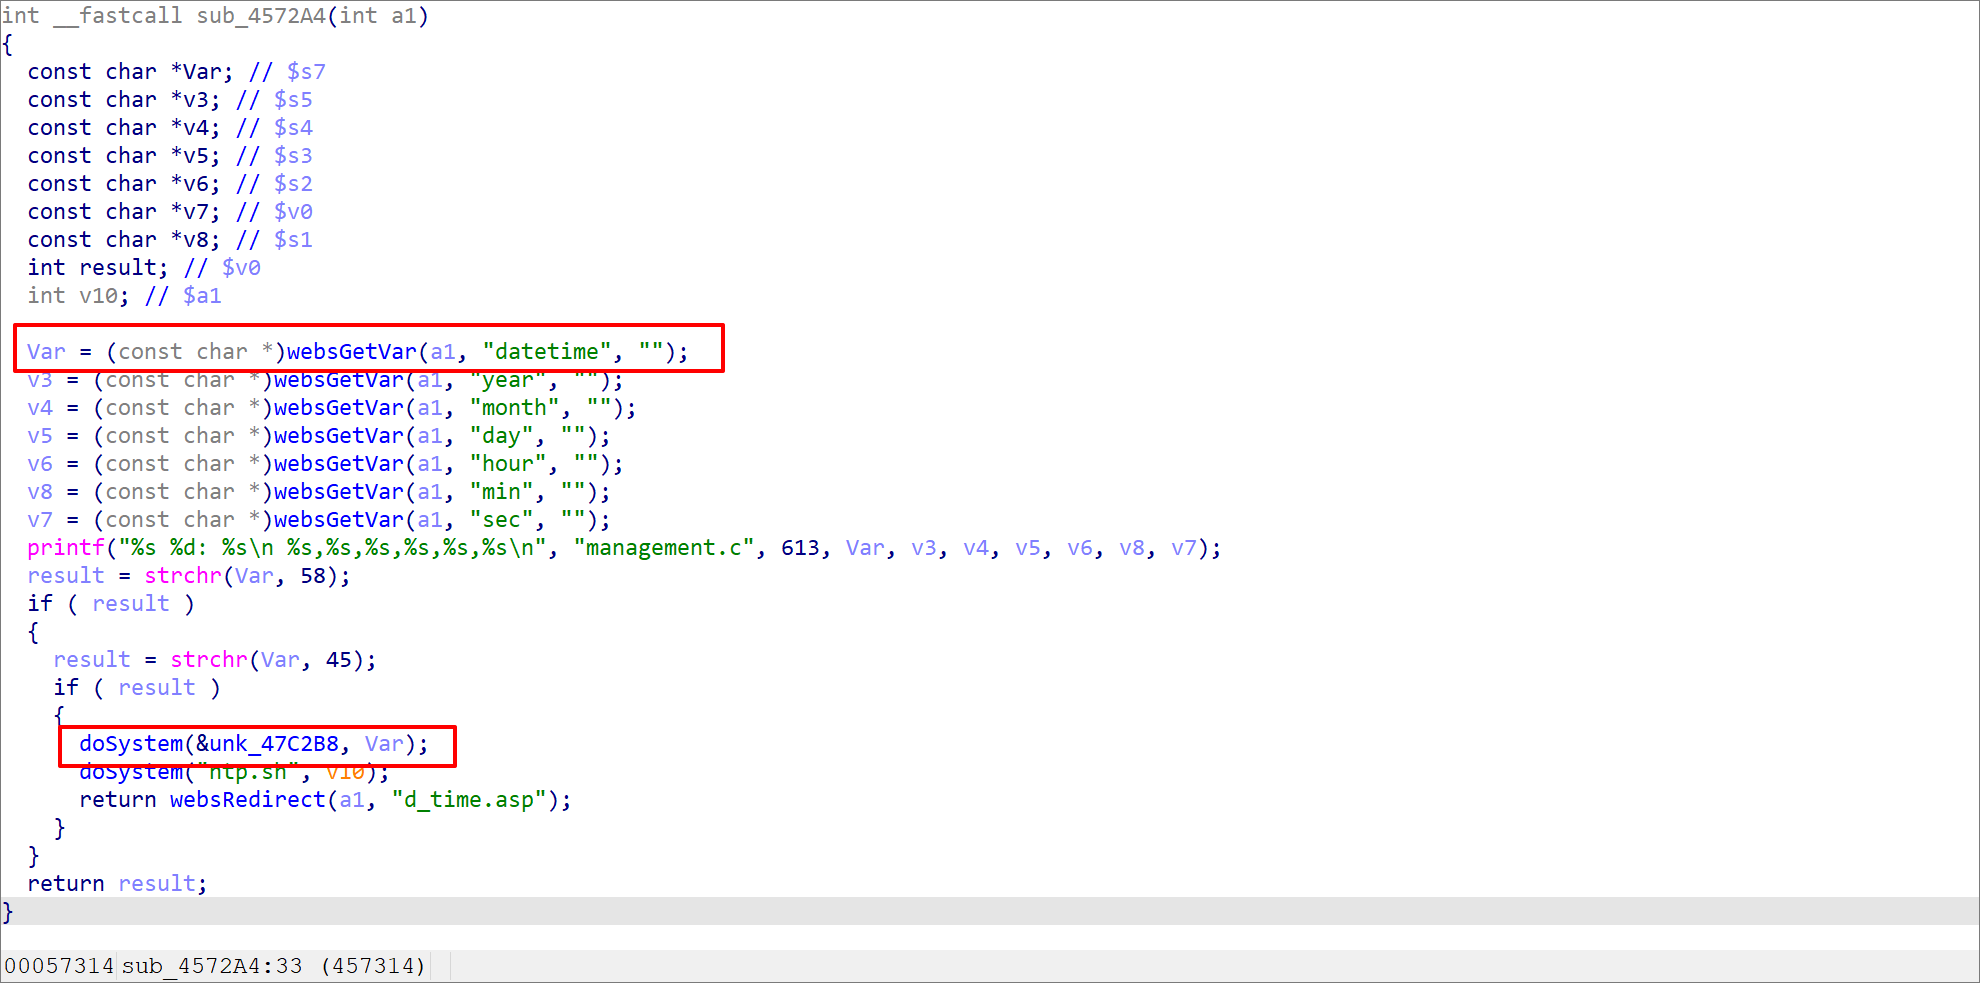 int __fastcall sub_4572A4(int a1)
{
  const char *Var; // $s7
  const char *v3; // $s5
  const char *v4; // $s4
  const char *v5; // $s3
  const char *v6; // $s2
  const char *v7; // $v0
  const char *v8; // $s1
  int result; // $v0
  int v10; // $a1
  Var = (const char *)websGetVar(a1, "datetime", "");
  v3 = (const char *)websGetVar(a1, "year", "");
  v4 = (const char *)websGetVar(a1, "month", "");
  v5 = (const char *)websGetVar(a1, "day", "");
  v6 = (const char *)websGetVar(a1, "hour", "");
  v8 = (const char *)websGetVar(a1, "min", "");
  v7 = (const char *)websGetVar(a1, "sec", "");
  printf("%s %d: %s\n %s,%s,%s,%s,%s,%s\n", "management.c", 613, Var, v3, v4, v5, v6, v8, v7);
  result = strchr(Var, 58);
  if ( result )
  {
    result = strchr(Var, 45);
    if ( result )
    {
      doSystem(&unk_47C2B8, Var);
      doSystem("ntp.sh", v10);
      return websRedirect(a1, "d_time.asp");
    }
  }
  return result;
}
00057314 sub_4572A4:33 (457314)